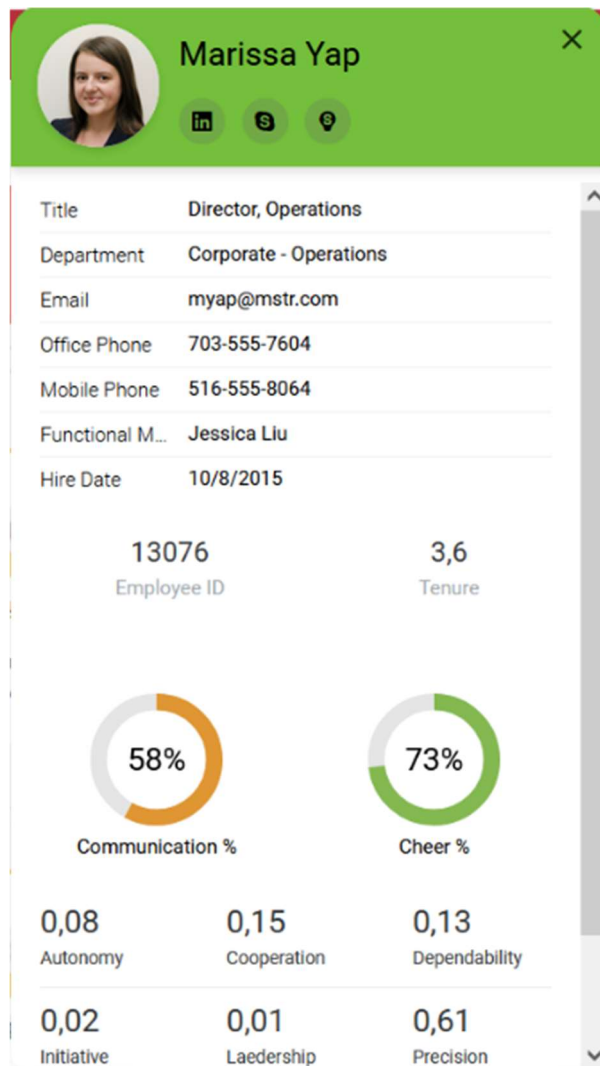 Marissa Yap
in
S
S
Title Director, Operations
Department Corporate - Operations
Email myap@mstr.com
Office Phone 703-555-7604
Mobile Phone 516-555-8064
Functional M... Jessica Liu
Hire Date 10/8/2015
13076 3,6
Employee ID Tenure
58% 73%
Communication % Cheer %
0,08 0,15 0,13
Autonomy Cooperation Dependability
0,02 0,01 0,61
Initiative Laedership Precision